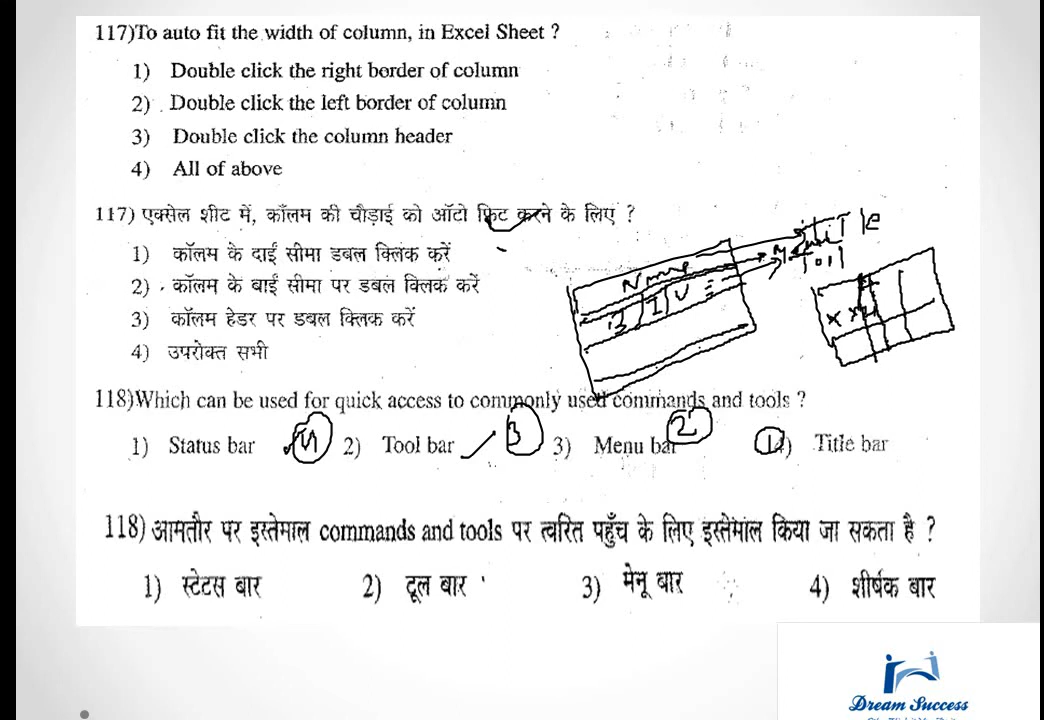 117)To auto fit the width of column, in Excel Sheet ?
1) Double click the right border of column
2) Double click the left border of column
3) Double click the column header
4) All of above
117) एक्सेल शीट में, कॉलम की चौड़ाई को ऑटो फ़िट करने के लिए ?
1) कॉलम के दाईं सीमा डबल क्लिक करें
2) कॉलम के बाईं सीमा पर डबल क्लिक करें
3) कॉलम हेडर पर डबल क्लिक करें
4) उपरोक्त सभी
Name
118)Which can be used for quick access to commonly used commands and tools ?
1) Status bar 4 2) Tool bar 3 3) Menu bar 2 1 4) Title bar
118) आमतौर पर इस्तेमाल commands and tools पर त्वरित पहुँच के लिए इस्तेमाल किया जा सकता है ?
1) स्टेटस बार 2) टूल बार 3) मेनू बार 4) शीर्षक बार
Dream Success